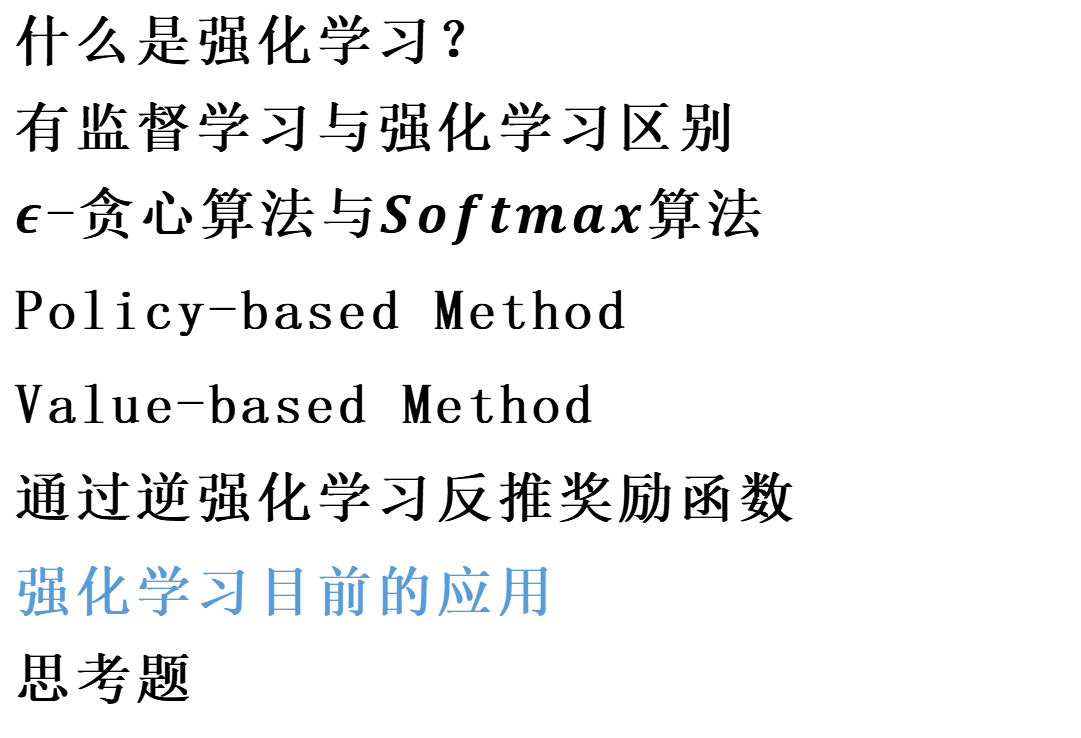 什么是强化学习？
有监督学习与强化学习区别
ϵ-贪心算法与Softmax算法
Policy-based Method
Value-based Method
通过逆强化学习反推奖励函数
强化学习目前的应用
思考题